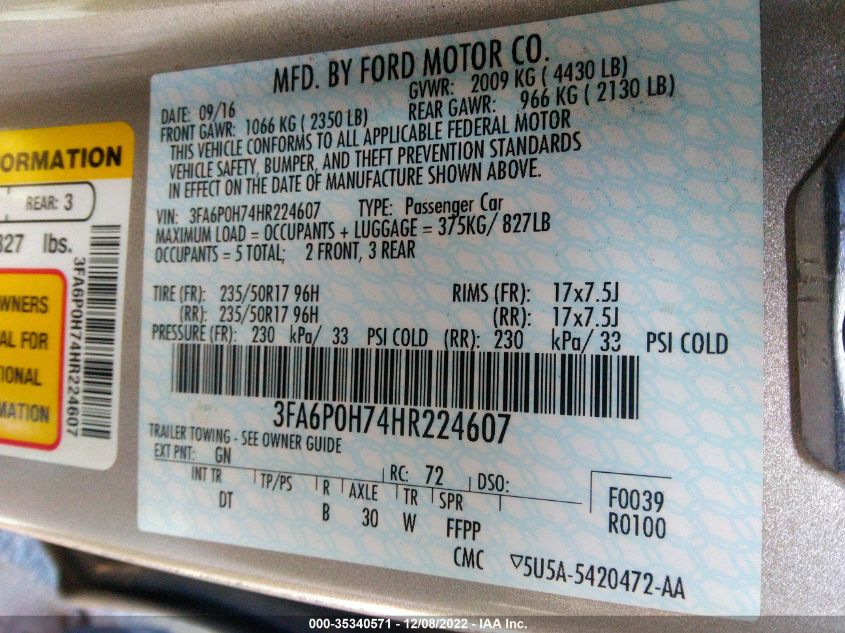 MFD. BY FORD MOTOR CO.
DATE: 09/16 GVWR: 2009 KG ( 4430 LB)
FRONT GAWR: 1066 KG ( 2350 LB) REAR GAWR: 966 KG ( 2130 LB)
THIS VEHICLE CONFORMS TO ALL APPLICABLE FEDERAL MOTOR
VEHICLE SAFETY, BUMPER, AND THEFT PREVENTION STANDARDS
IN EFFECT ON THE DATE OF MANUFACTURE SHOWN ABOVE.
VIN: 3FA6P0H74HR224607 TYPE: Passenger Car
MAXIMUM LOAD = OCCUPANTS + LUGGAGE = 375KG/ 827LB
OCCUPANTS = 5 TOTAL; 2 FRONT, 3 REAR
TIRE (FR): 235/50R17 96H RIMS (FR): 17x7.5J
(RR): 235/50R17 96H (RR): 17x7.5J
PRESSURE (FR): 230 kPa/ 33 PSI COLD (RR): 230 kPa/ 33 PSI COLD
3FA6P0H74HR224607
TRAILER TOWING - SEE OWNER GUIDE
EXT PNT: GN RC: 72 DSO:
INT TR TP/PS R AXLE TR SPR F0039
DT B 30 W FFPP R0100
CMC ▽5U5A-5420472-AA
ORMATION
REAR: 3
827 lbs.
3FA6P0H74HR224607
WNERS
AL FOR
TIONAL
MATION
000-35340571 - 12/08/2022 - IAA Inc.